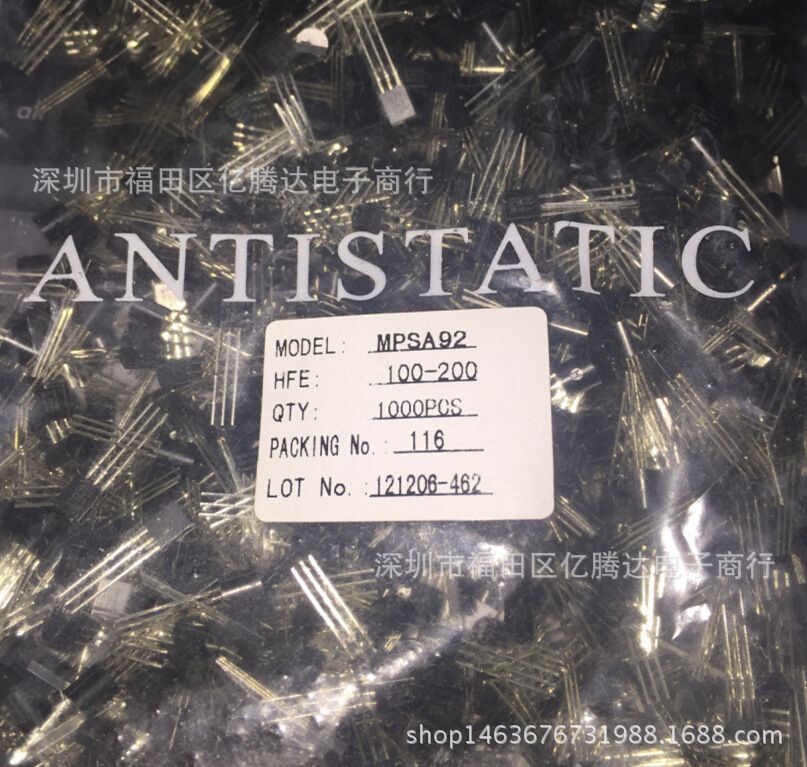 深圳市福田区亿腾达电子商行
ANTISTATIC
MODEL: MPSA92
HFE: 100-200
QTY: 1000PCS
PACKING No.: 116
LOT No.: 121206-462
深圳市福田区亿腾达电子商行
shop1463676731988.1688.com